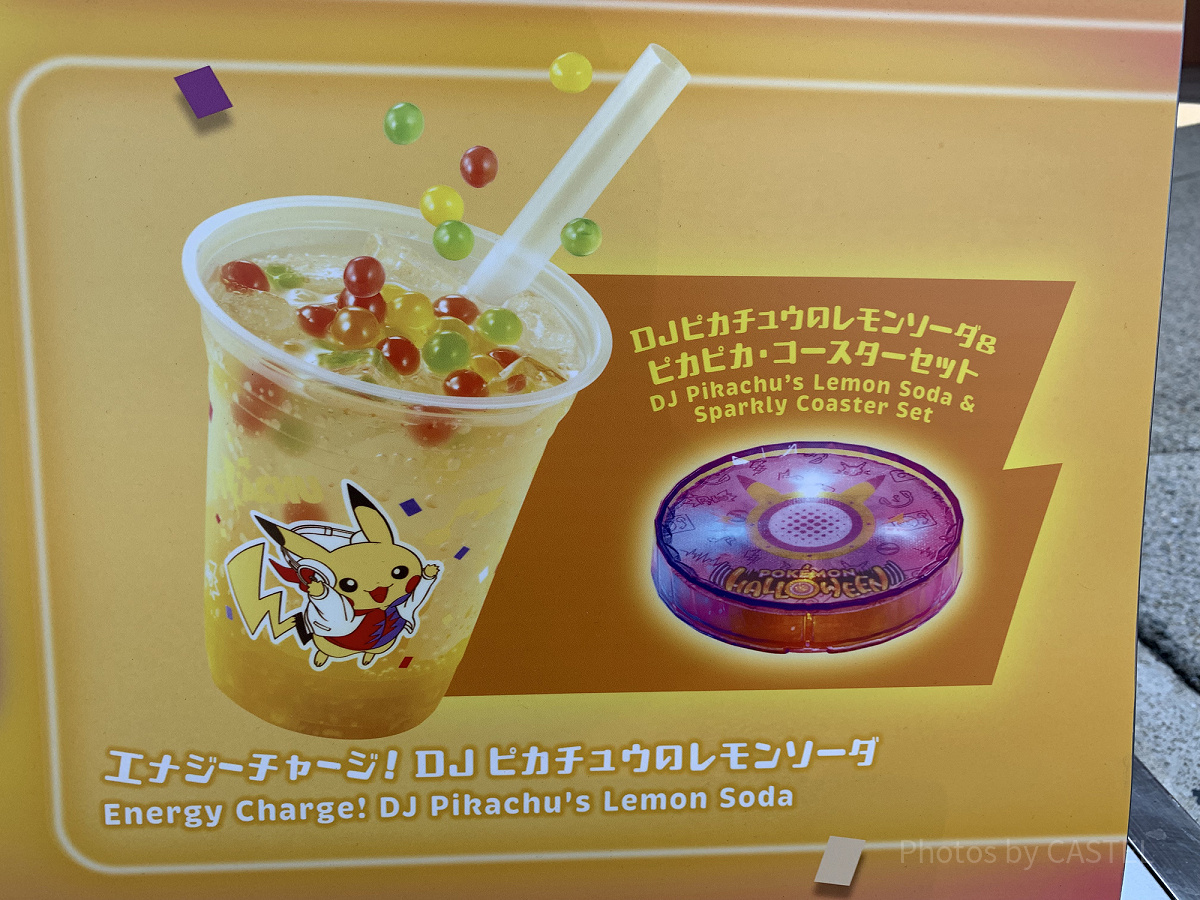 DJピカチュウのレモンソーダ&
ピカピカ・コースターセット
DJ Pikachu's Lemon Soda &
Sparkly Coaster Set
POKÉMON
HALLOWEEN
エナジーチャージ! DJ ピカチュウのレモンソーダ
Energy Charge! DJ Pikachu's Lemon Soda
Photos by CASTEL